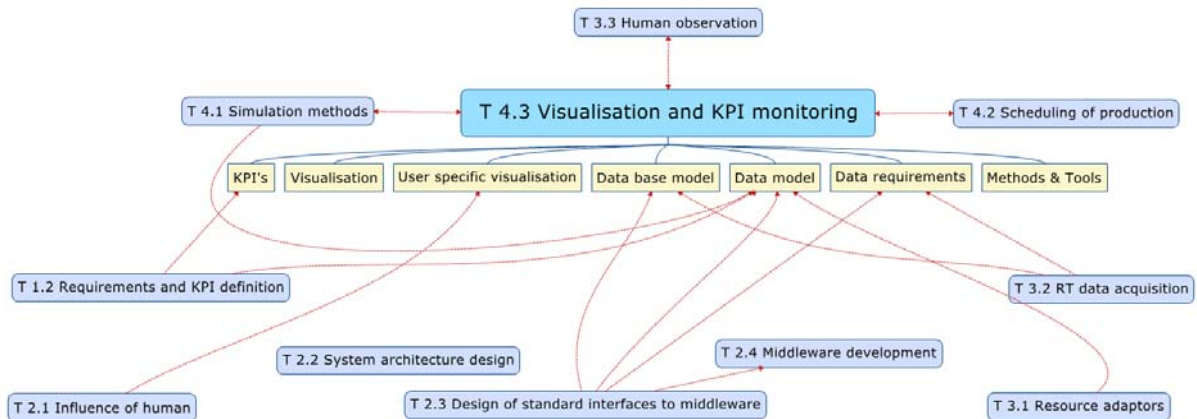 T 3.3 Human observation
T 4.1 Simulation methods
T 4.3 Visualisation and KPI monitoring
T 4.2 Scheduling of production
KPI's
Visualisation
User specific visualisation
Data base model
Data model
Data requirements
Methods & Tools
T 1.2 Requirements and KPI definition
T 3.2 RT data acquisition
T 2.2 System architecture design
T 2.4 Middleware development
T 2.1 Influence of human
T 2.3 Design of standard interfaces to middleware
T 3.1 Resource adaptors